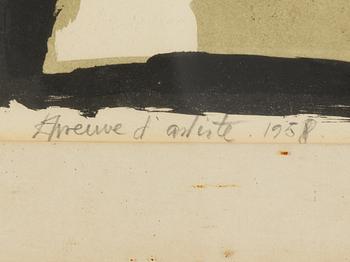 Epreuve d'artiste. 1958.